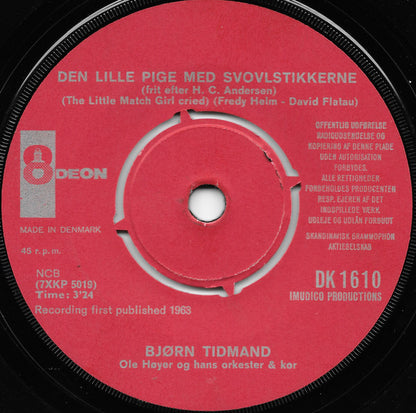 DEN LILLE PIGE MED SVOVLSTIKKERNE
(frit efter H. C. Andersen)
(The Little Match Girl cried) (Fredy Helm - David Flatau)
ODEON
MADE IN DENMARK
45 r.p.m.
NCB
(7XKP 5019)
Time: 3'24
Recording first published 1963
OFFENTLIG UDFØRELSE
RADIOUDSENDELSE OG
KOPIERING AF DENNE PLADE
UDEN AUTORISATION
FORBYDES.
ALLE RETTIGHEDER
FORBEHOLDES PRODUCENTEN
RESP. EJEREN AF DET
INDSPILLEDE VÆRK
UDLEJE OG UDLÅN FORBUDT
SKANDINAVISK GRAMMOPHON
AKTIESELSKAB
DK 1610
IMUDICO PRODUCTIONS
BJØRN TIDMAND
Ole Høyer og hans orkester & kor